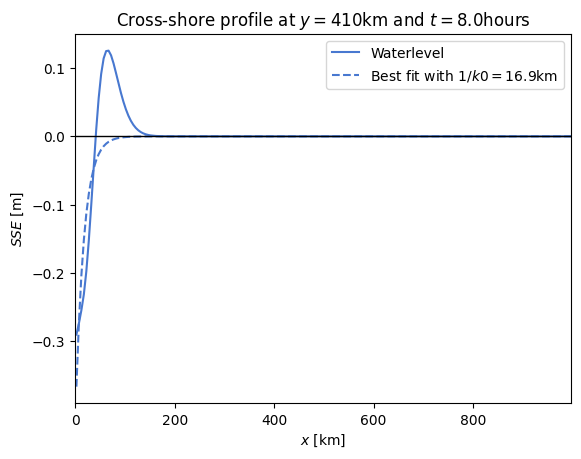 Cross-shore profile at y = 410km and t = 8.0hours
Waterlevel
Best fit with 1/k0 = 16.9km
0.1
0.0
−0.1
−0.2
−0.3
SSE [m]
0 200 400 600 800
x [km]